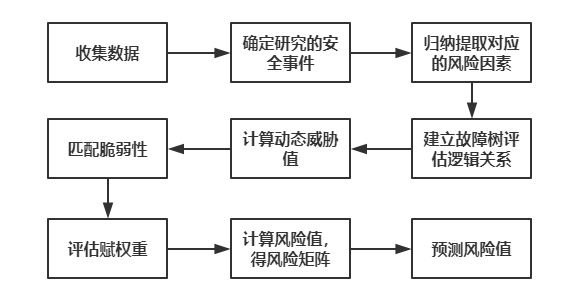 收集数据
确定研究的安
全事件
归纳提取对应
的风险因素
建立故障树评
估逻辑关系
计算动态威胁
值
匹配脆弱性
评估赋权重
计算风险值，
得风险矩阵
预测风险值